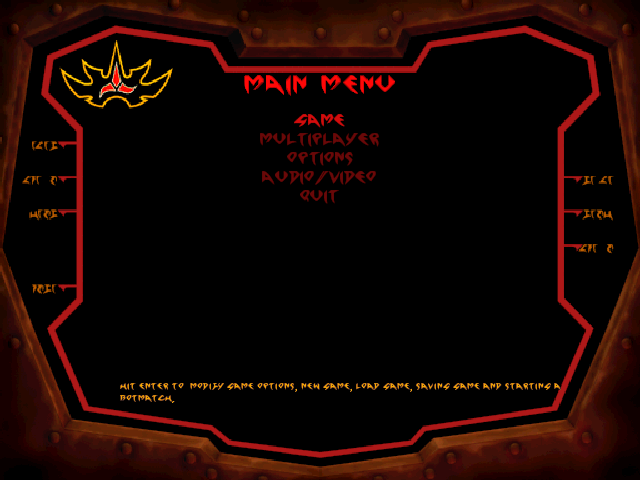 MAIN MENU
GAME
MULTIPLAYER
OPTIONS
AUDIO/VIDEO
QUIT
HIT ENTER TO MODIFY GAME OPTIONS, NEW GAME, LOAD GAME, SAVING GAME AND STARTING A
BOTMATCH.